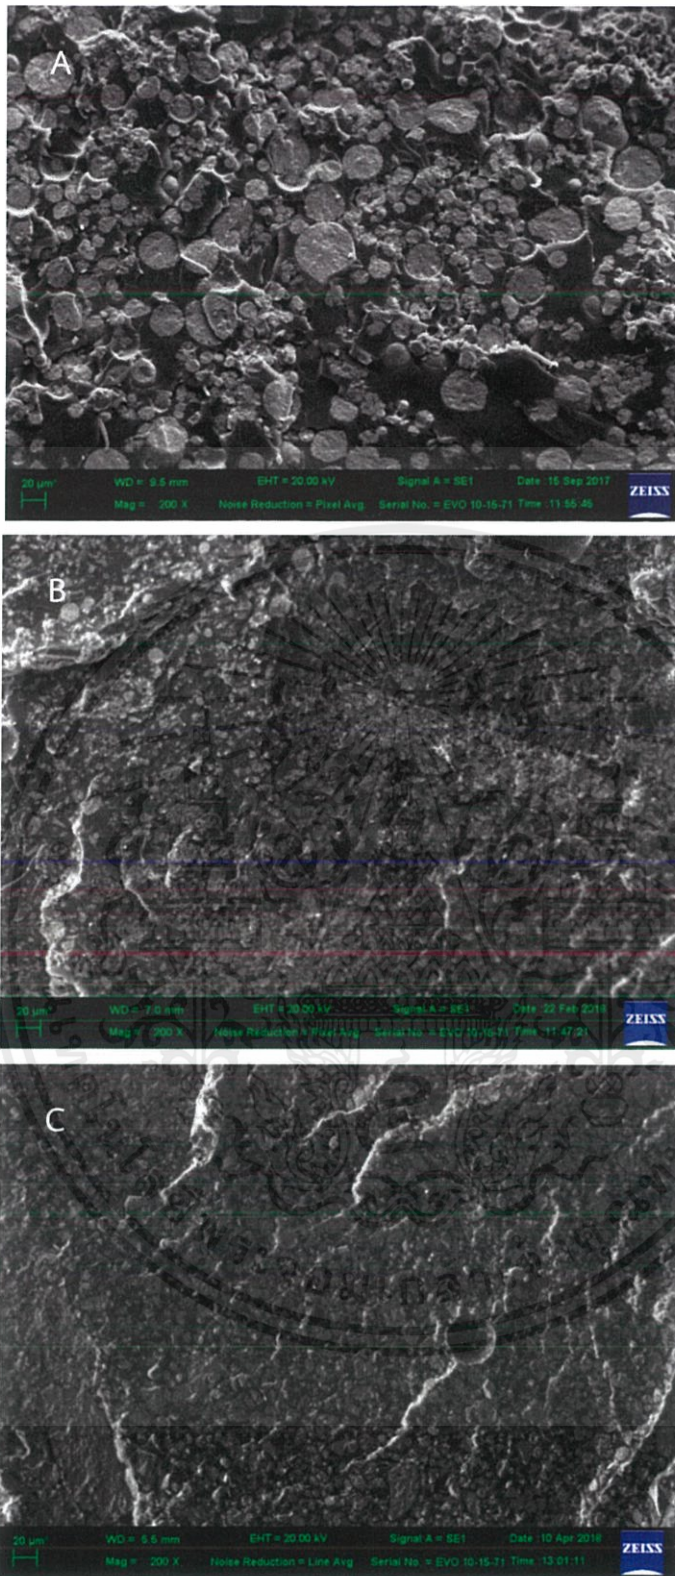 A
20 µm WD = 9.5 mm EHT = 20.00 kV Signal A = SE1 Date :15 Sep 2017
Mag = 200 X Noise Reduction = Pixel Avg Serial No. = EVO 10-15-71 Time :11:55:45
ZEISS
B
20 µm WD = 7.0 mm EHT = 20.00 kV Signal A = SE1 Date :22 Feb 2018
Mag = 200 X Noise Reduction = Pixel Avg Serial No. = EVO 10-15-71 Time :11:47:21
ZEISS
C
20 µm WD = 5.5 mm EHT = 20.00 kV Signal A = SE1 Date :10 Apr 2018
Mag = 200 X Noise Reduction = Line Avg Serial No. = EVO 10-15-71 Time :13:01:11
ZEISS